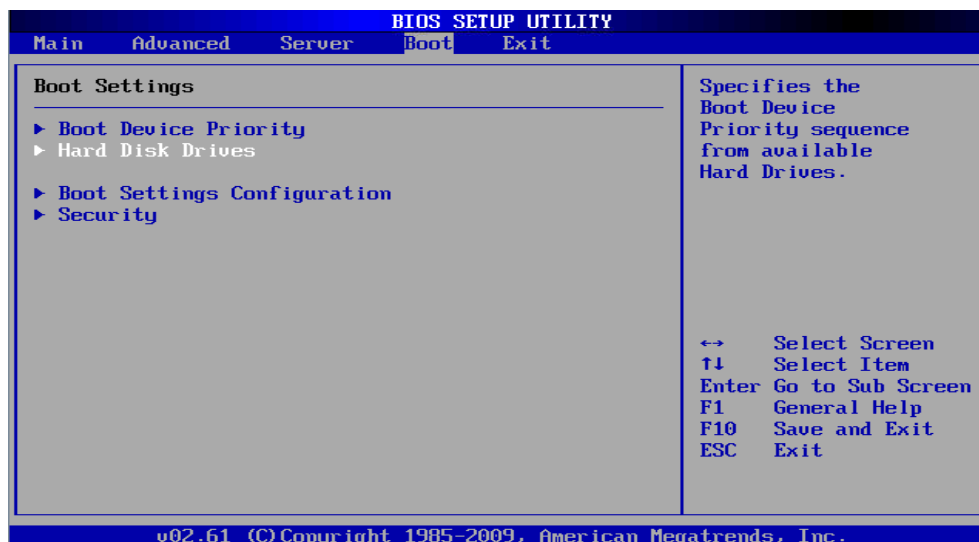 BIOS SETUP UTILITY
Main Advanced Server Boot Exit
Boot Settings
▶ Boot Device Priority
▶ Hard Disk Drives
▶ Boot Settings Configuration
▶ Security
Specifies the
Boot Device
Priority sequence
from available
Hard Drives.
↔ Select Screen
↑↓ Select Item
Enter Go to Sub Screen
F1 General Help
F10 Save and Exit
ESC Exit
v02.61 (C)Copyright 1985-2009, American Megatrends, Inc.